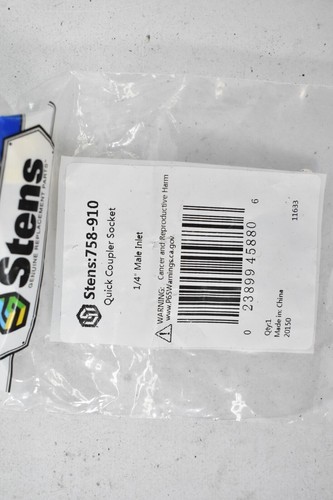 Stens
GENUINE REPLACEMENT PARTS
Stens:758-910
Quick Coupler Socket
1/4" Male Inlet
WARNING: Cancer and Reproductive Harm
www.P65Warnings.ca.gov
0 23899 45880 6
Qty:1
Made in: China
20150
11633